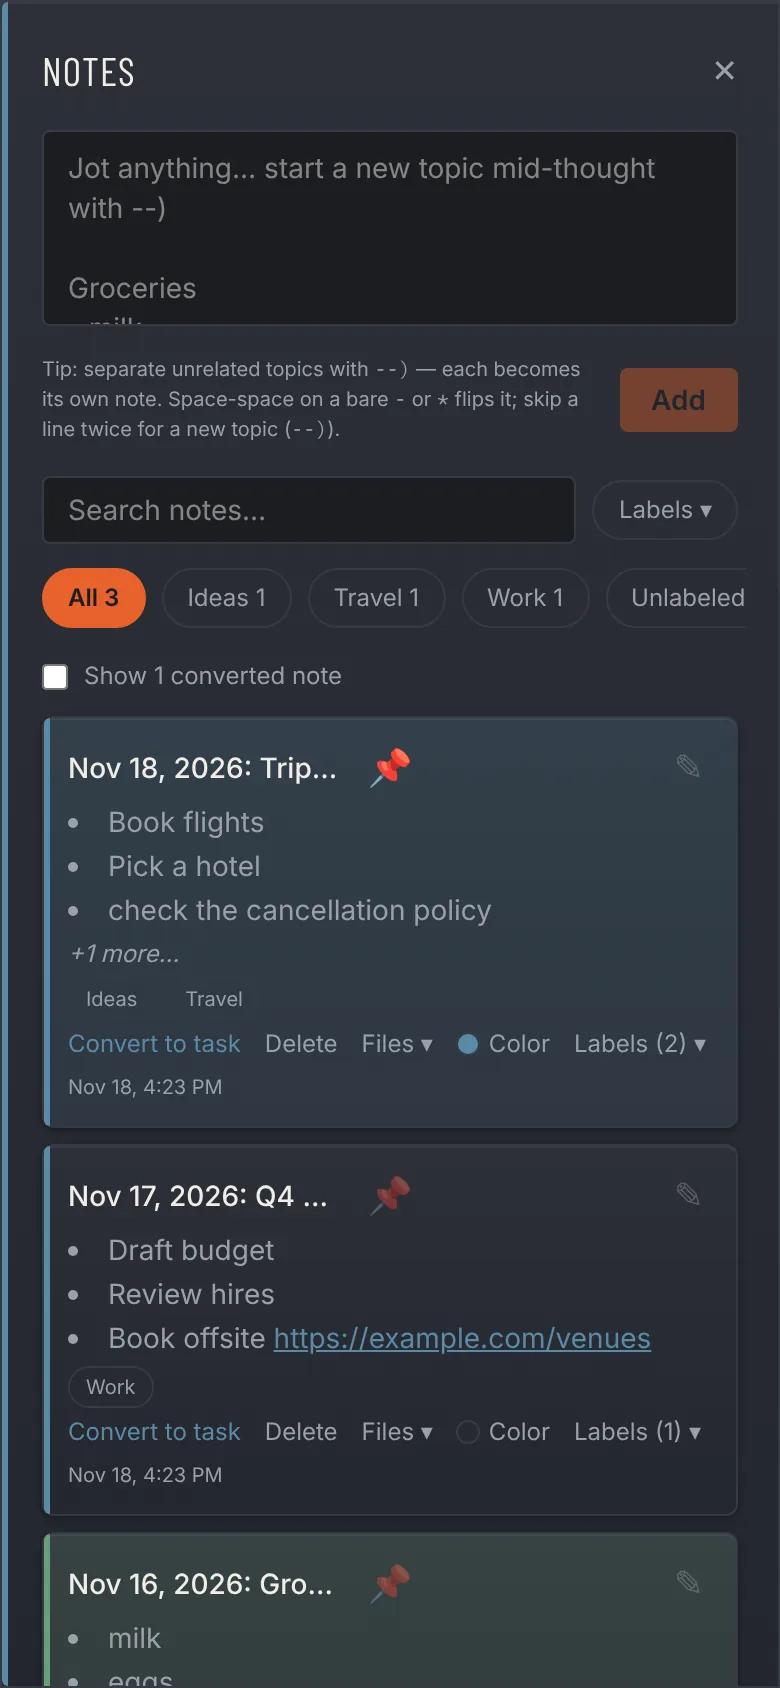 NOTES
×
Jot anything... start a new topic mid-thought
with --)
Groceries
- milk
Tip: separate unrelated topics with --) — each becomes
its own note. Space-space on a bare - or * flips it; skip a
line twice for a new topic (--)).
Add
Search notes...
Labels ▾
All 3
Ideas 1
Travel 1
Work 1
Unlabeled
Show 1 converted note
Nov 18, 2026: Trip...
• Book flights
• Pick a hotel
• check the cancellation policy
+1 more...
Ideas
Travel
Convert to task
Delete
Files ▾
Color
Labels (2) ▾
Nov 18, 4:23 PM
Nov 17, 2026: Q4 ...
• Draft budget
• Review hires
• Book offsite https://example.com/venues
Work
Convert to task
Delete
Files ▾
Color
Labels (1) ▾
Nov 18, 4:23 PM
Nov 16, 2026: Gro...
• milk
• eggs